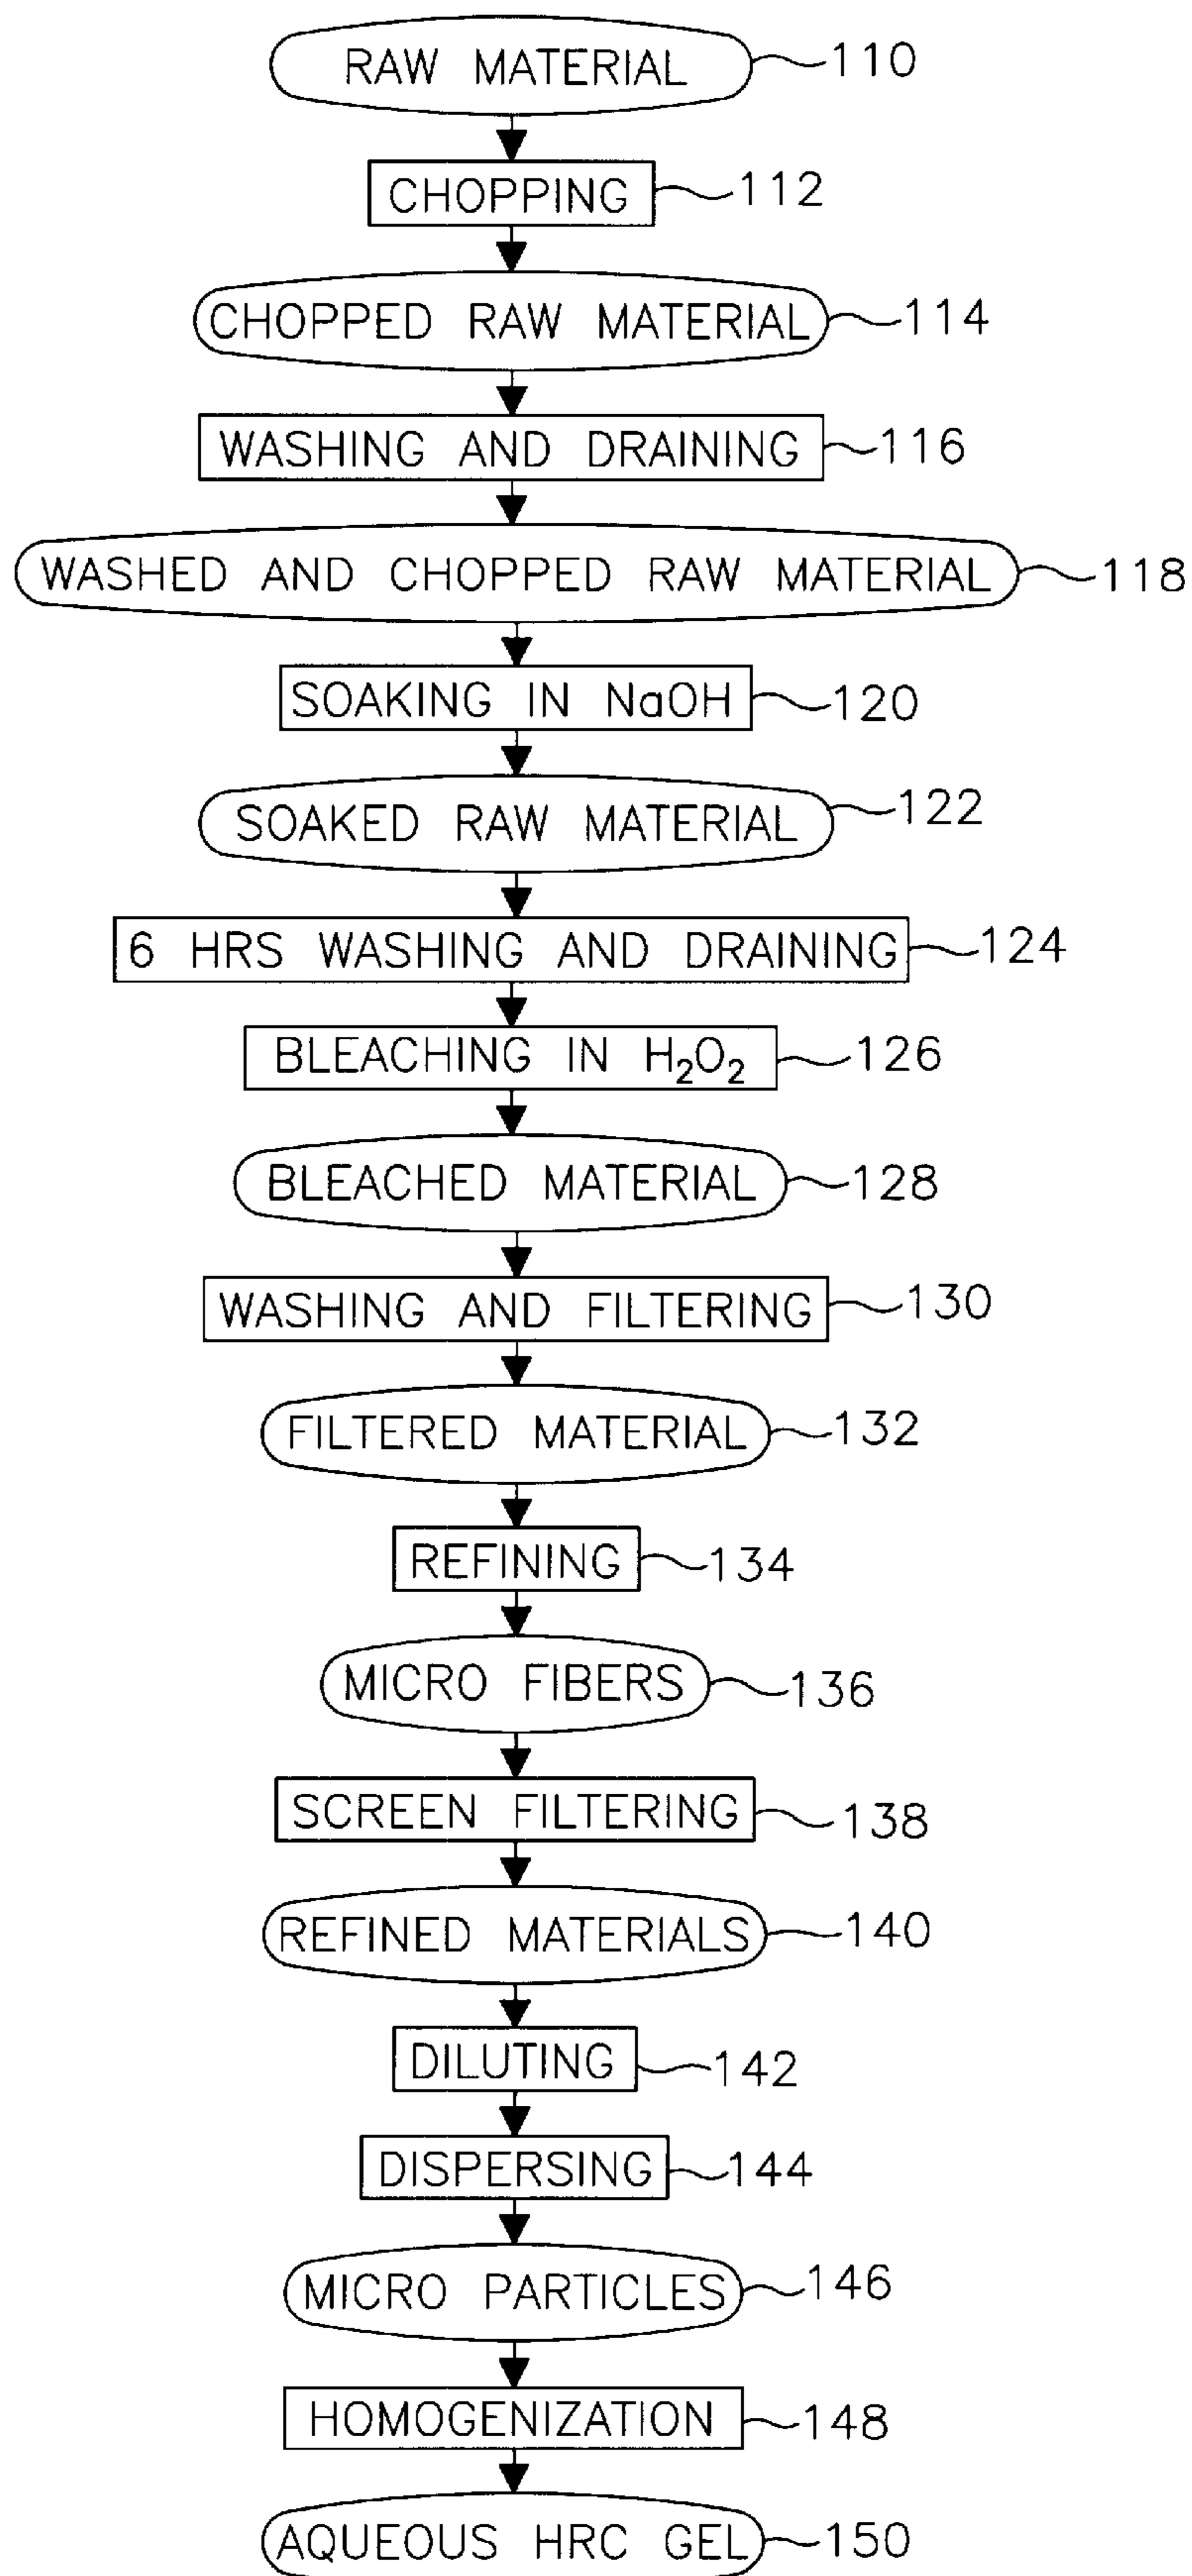 RAW MATERIAL 110
CHOPPING 112
CHOPPED RAW MATERIAL 114
WASHING AND DRAINING 116
WASHED AND CHOPPED RAW MATERIAL 118
SOAKING IN NaOH 120
SOAKED RAW MATERIAL 122
6 HRS WASHING AND DRAINING 124
BLEACHING IN H₂O₂ 126
BLEACHED MATERIAL 128
WASHING AND FILTERING 130
FILTERED MATERIAL 132
REFINING 134
MICRO FIBERS 136
SCREEN FILTERING 138
REFINED MATERIALS 140
DILUTING 142
DISPERSING 144
MICRO PARTICLES 146
HOMOGENIZATION 148
AQUEOUS HRC GEL 150